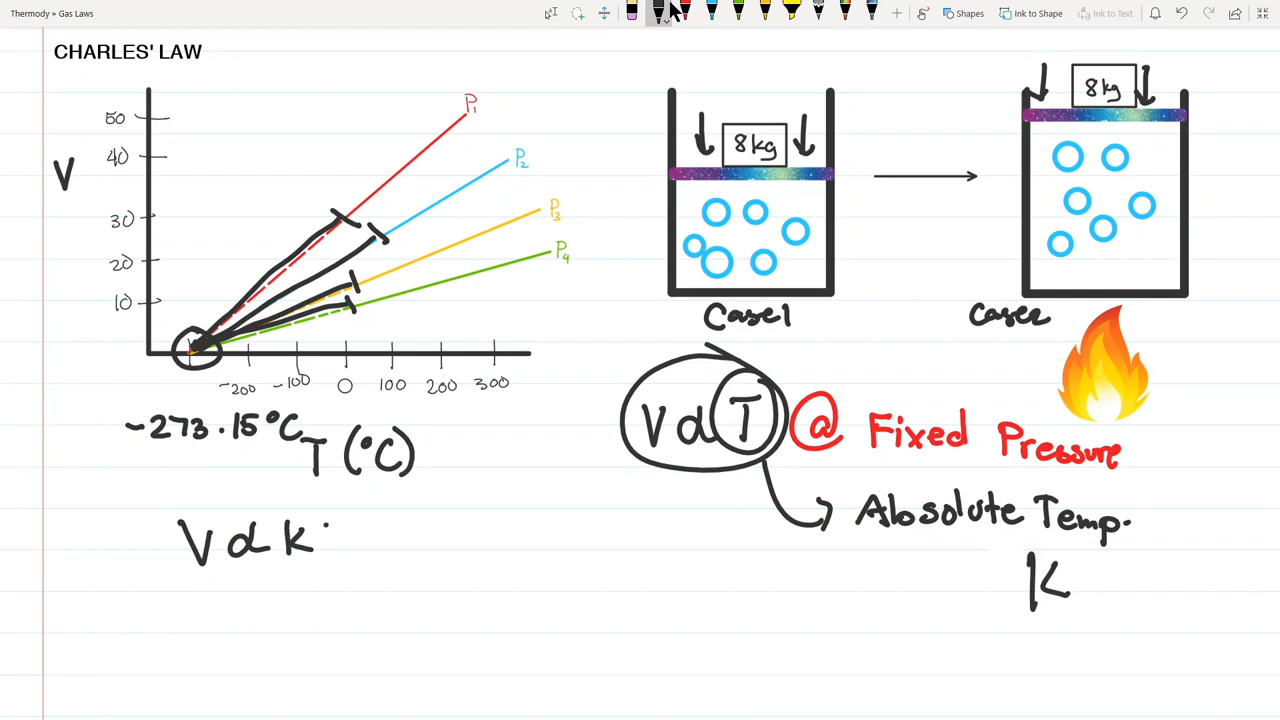 Thermody » Gas Laws
Shapes
Ink to Shape
Ink to Text
CHARLES' LAW
V
50
40
30
20
10
P1
P2
P3
P4
-200 -100 0 100 200 300
-273.15°C
T (°C)
V α K
8kg
Case1
8kg
Case2
V α T @ Fixed Pressure
Absolute Temp.
K